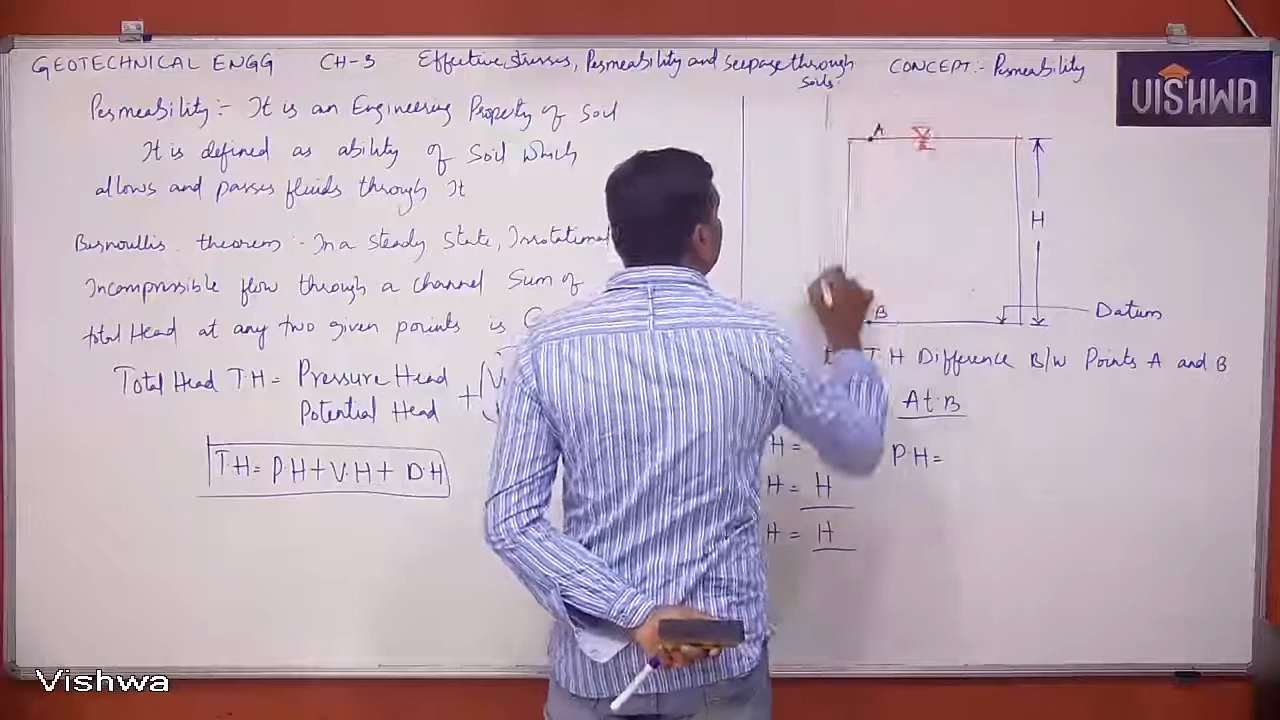 GEOTECHNICAL ENGG CH-3 Effective stresses, Permeability and Seepage through soils CONCEPT:- Permeability
VISHWA
Permeability:- It is an Engineering Property of Soil
It is defined as ability of Soil which
allows and passes fluids through It
Bernoullis theorem:- In a Steady State, Irrotational
Incompressible flow through a channel Sum of
total Head at any two given points is
Total Head T.H = Pressure Head
Potential Head +
T.H = P.H + V.H + D.H
A
H
B
Datum
T.H Difference B/W Points A and B
At B
H =
P.H =
H = H
H = H
Vishwa